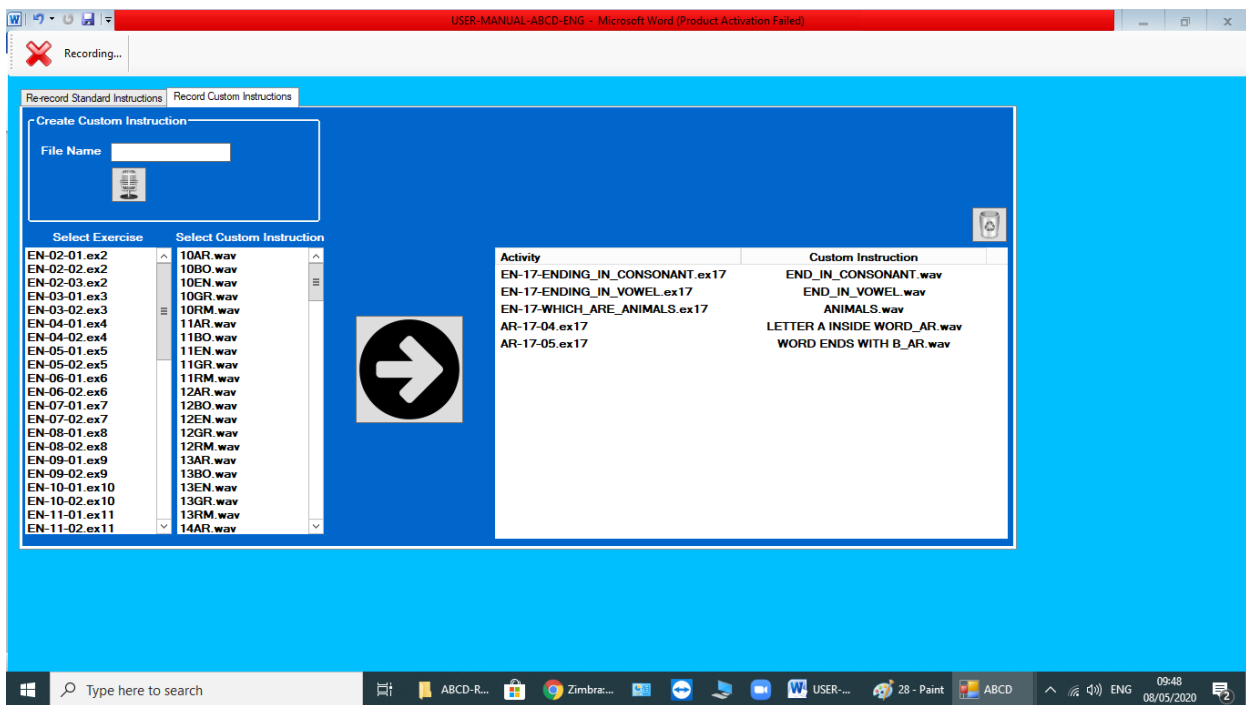 USER-MANUAL-ABCD-ENG - Microsoft Word (Product Activation Failed)
Recording...
Re-record Standard Instructions Record Custom Instructions
Create Custom Instruction
File Name
Select Exercise Select Custom Instruction
EN-02-01.ex2
EN-02-02.ex2
EN-02-03.ex2
EN-03-01.ex3
EN-03-02.ex3
EN-04-01.ex4
EN-04-02.ex4
EN-05-01.ex5
EN-05-02.ex5
EN-06-01.ex6
EN-06-02.ex6
EN-07-01.ex7
EN-07-02.ex7
EN-08-01.ex8
EN-08-02.ex8
EN-09-01.ex9
EN-09-02.ex9
EN-10-01.ex10
EN-10-02.ex10
EN-11-01.ex11
EN-11-02.ex11
10AR.wav
10BO.wav
10EN.wav
10GR.wav
10RM.wav
11AR.wav
11BO.wav
11EN.wav
11GR.wav
11RM.wav
12AR.wav
12BO.wav
12EN.wav
12GR.wav
12RM.wav
13AR.wav
13BO.wav
13EN.wav
13GR.wav
13RM.wav
14AR.wav
Activity Custom Instruction
EN-17-ENDING_IN_CONSONANT.ex17 END_IN_CONSONANT.wav
EN-17-ENDING_IN_VOWEL.ex17 END_IN_VOWEL.wav
EN-17-WHICH_ARE_ANIMALS.ex17 ANIMALS.wav
AR-17-04.ex17 LETTER A INSIDE WORD_AR.wav
AR-17-05.ex17 WORD ENDS WITH B_AR.wav
Type here to search ABCD-R... Zimbra:... USER-... 28 - Paint ABCD ENG 09:48
08/05/2020 2